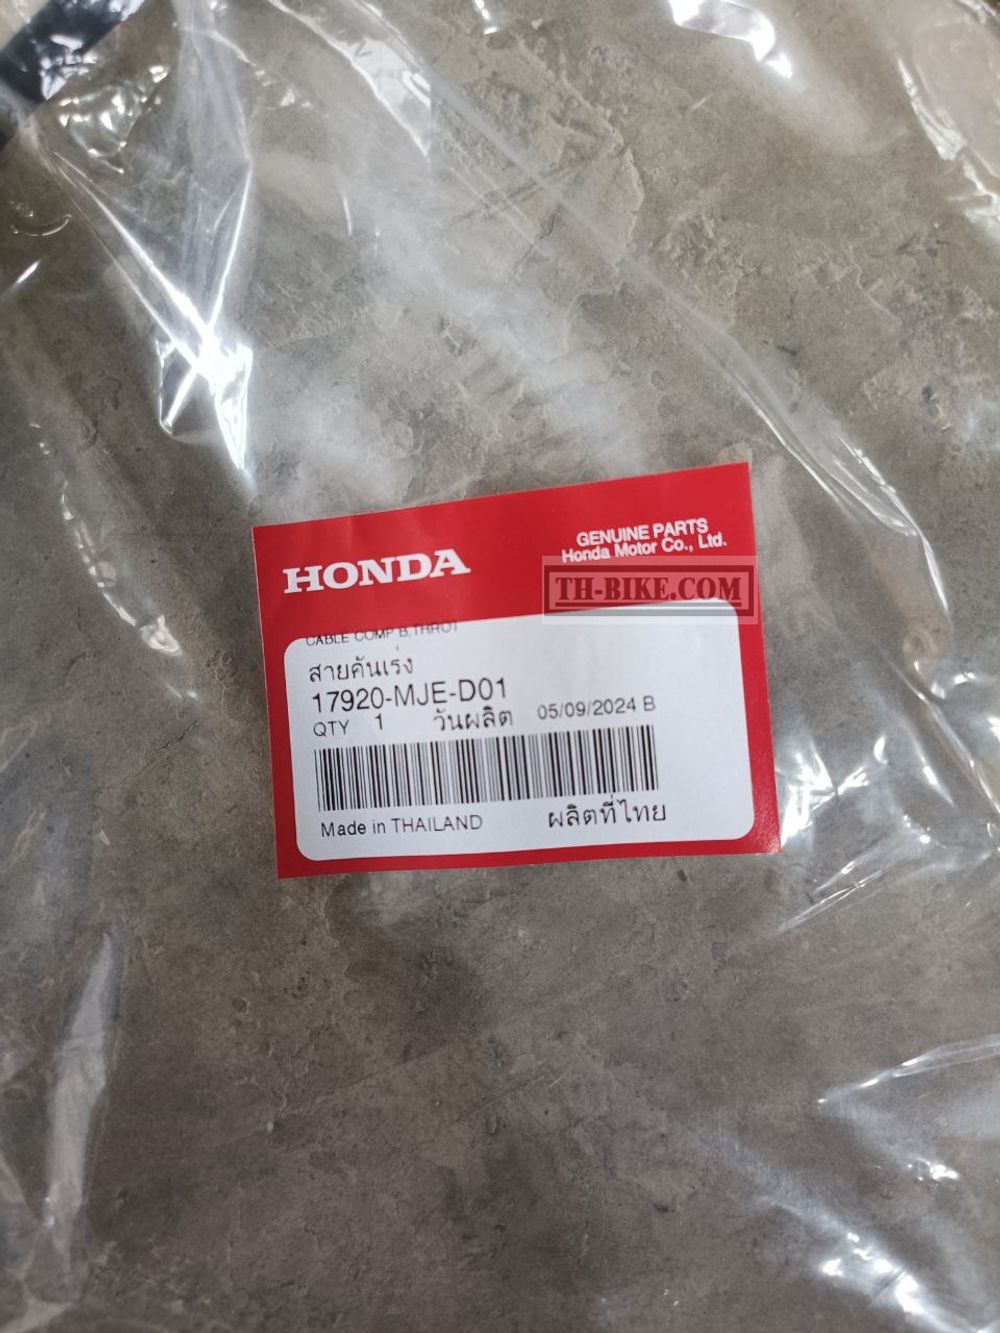 HONDA
GENUINE PARTS
Honda Motor Co., Ltd.
TH-BIKE.COM
CABLE COMP B,THROT
สายคันเร่ง
17920-MJE-D01
QTY 1 วันผลิต 05/09/2024 B
Made in THAILAND ผลิตที่ไทย